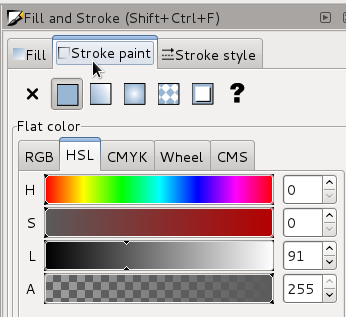 Fill and Stroke (Shift+Ctrl+F)
Fill Stroke paint Stroke style
Flat color
RGB HSL CMYK Wheel CMS
H 0
S 0
L 91
A 255